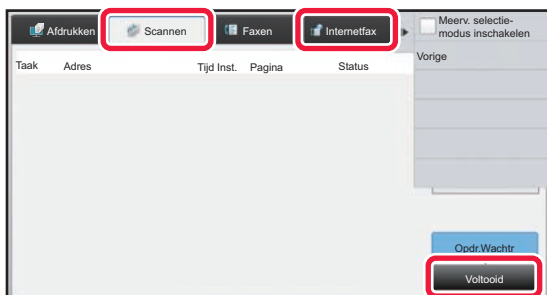 Afdrukken
Scannen
Faxen
Internetfax
Meerv. selectie-
modus inschakelen
Vorige
Taak Adres Tijd Inst. Pagina Status
Opdr.Wachtr
Voltooid